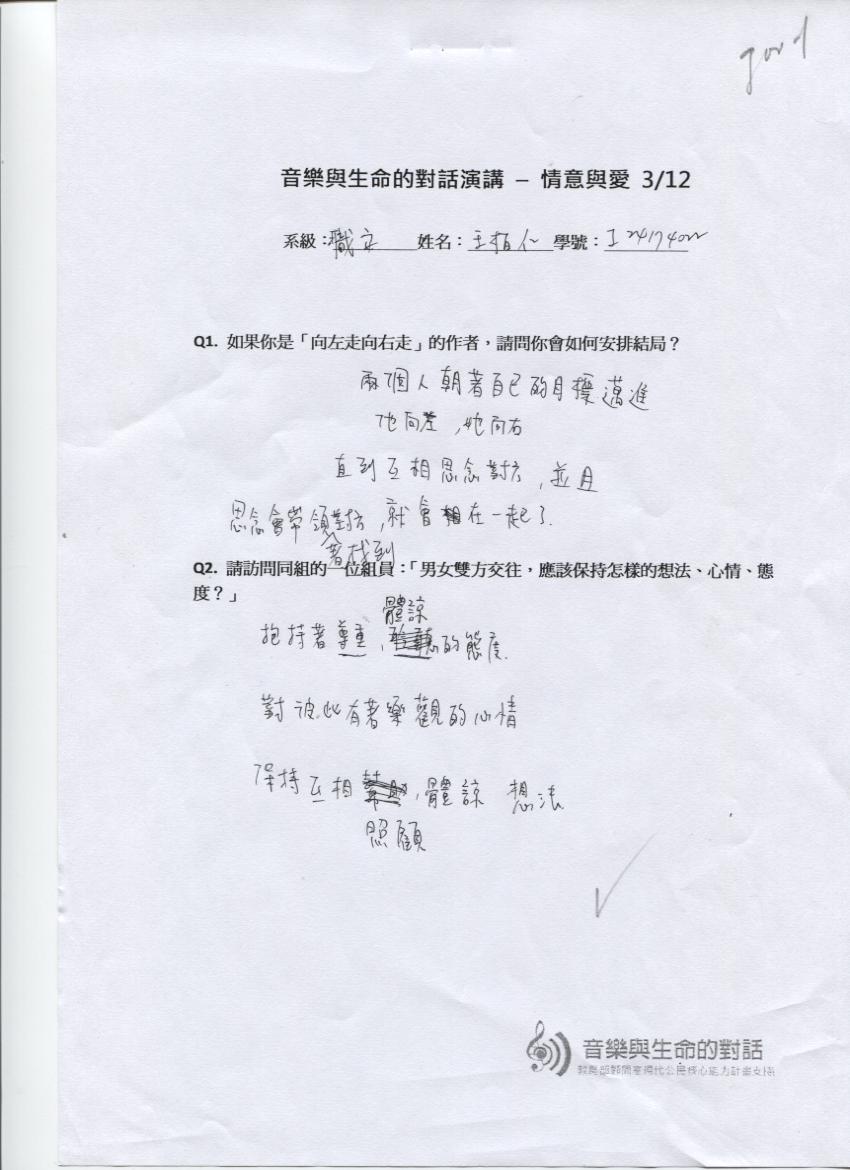 good
音樂與生命的對話演講 – 情意與愛 3/12
系級：職立 姓名：王柏仁 學號：I24174022
Q1. 如果你是「向左走向右走」的作者，請問你會如何安排結局？
兩個人朝著自己的目標邁進
他向左，她向右
直到互相思念對方，並且
思念會帶領著找到對方，就會在一起了.
Q2. 請訪問同組的一位組員：「男女雙方交往，應該保持怎樣的想法、心情、態
度？」
抱持著尊重，體諒的態度.
對彼此有著樂觀的心情
保持互相照顧，體諒 想法
音樂與生命的對話
教育部顧問室現代公民核心能力計畫支持